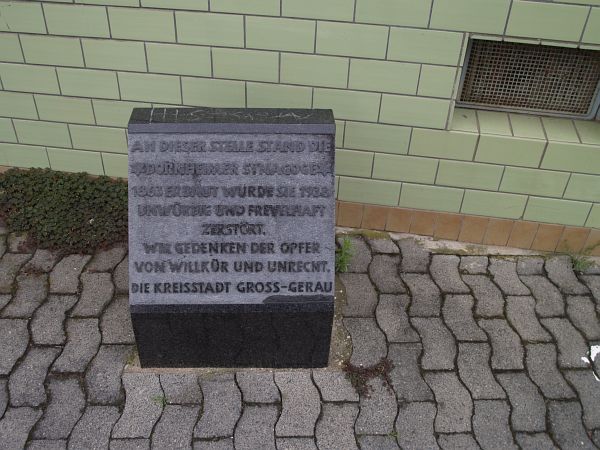 AN DIESER STELLE STAND DIE
DORNHEIMER SYNAGOGE
1863 ERBAUT WURDE SIE 1938
UNWÜRDIG UND FREVELHAFT
ZERSTÖRT.
WIR GEDENKEN DER OPFER
VON WILLKÜR UND UNRECHT.
DIE KREISSTADT GROSS-GERAU